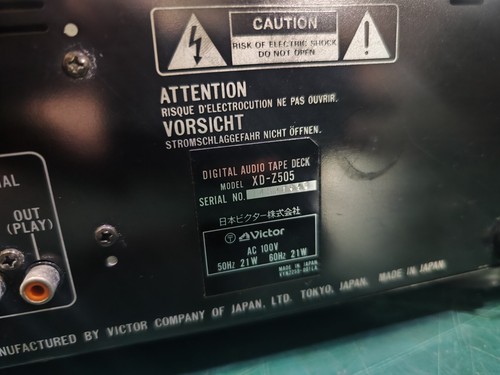 CAUTION
RISK OF ELECTRIC SHOCK
DO NOT OPEN
ATTENTION
RISQUE D'ELECTROCUTION NE PAS OUVRIR.
VORSICHT
STROMSCHLAGGEFAHR NICHT ÖFFNEN.
DIGITAL AUDIO TAPE DECK
MODEL XD-Z505
SERIAL NO.
日本ビクター株式会社
Victor
AC 100V
50Hz 21W 60Hz 21W
MADE IN JAPAN
OUT
(PLAY)
NUFACTURED BY VICTOR COMPANY OF JAPAN, LTD. TOKYO, JAPAN. MADE IN JAPAN.